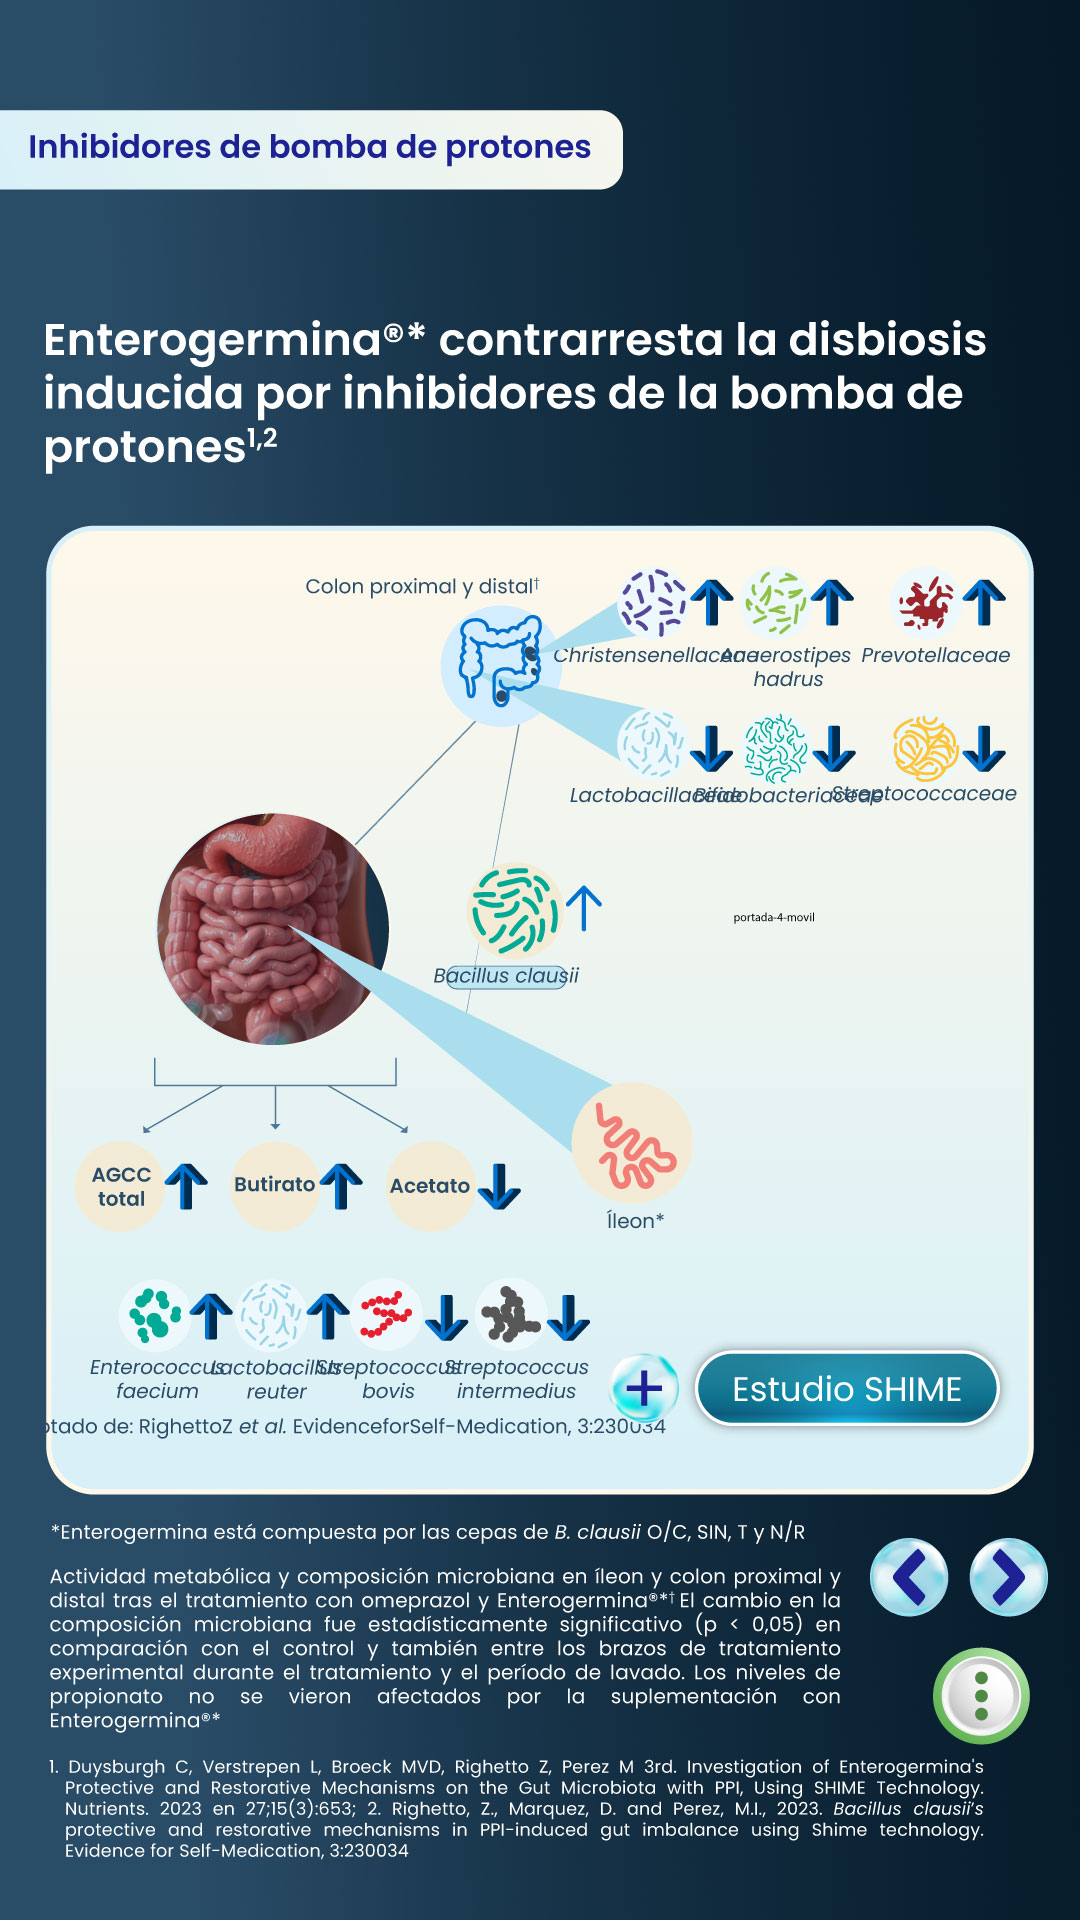 Inhibidores de bomba de protones
Enterogermina®* contrarresta la disbiosis
inducida por inhibidores de la bomba de
protones1,2
Colon proximal y distal†
Christensenellaceae
Anaerostipes
hadrus
Prevotellaceae
Lactobacillaceae
Bifidobacteriaceae
Streptococcaceae
Bacillus clausii
portada-4-movil
AGCC
total
Butirato
Acetato
Íleon*
Enterococcus
faecium
Lactobacillus
reuter
Streptococcus
bovis
Streptococcus
intermedius
Estudio SHIME
de: RighettoZ et al. EvidenceforSelf-Medication, 3:230034
*Enterogermina está compuesta por las cepas de B. clausii O/C, SIN, T y N/R
Actividad metabólica y composición microbiana en íleon y colon proximal y
distal tras el tratamiento con omeprazol y Enterogermina®*† El cambio en la
composición microbiana fue estadísticamente significativo (p < 0,05) en
comparación con el control y también entre los brazos de tratamiento
experimental durante el tratamiento y el período de lavado. Los niveles de
propionato no se vieron afectados por la suplementación con
Enterogermina®*
1. Duysburgh C, Verstrepen L, Broeck MVD, Righetto Z, Perez M 3rd. Investigation of Enterogermina's
Protective and Restorative Mechanisms on the Gut Microbiota with PPI, Using SHIME Technology.
Nutrients. 2023 en 27;15(3):653; 2. Righetto, Z., Marquez, D. and Perez, M.I., 2023. Bacillus clausii's
protective and restorative mechanisms in PPI-induced gut imbalance using Shime technology.
Evidence for Self-Medication, 3:230034